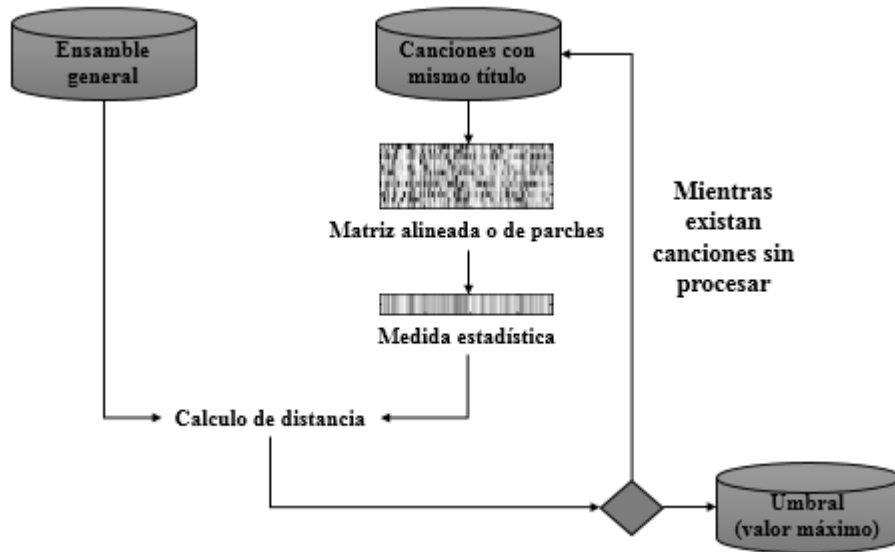 Ensamble
general
Canciones con
mismo título
Matriz alineada o de parches
Mientras
existan
canciones sin
procesar
Medida estadística
Calculo de distancia
Umbral
(valor máximo)